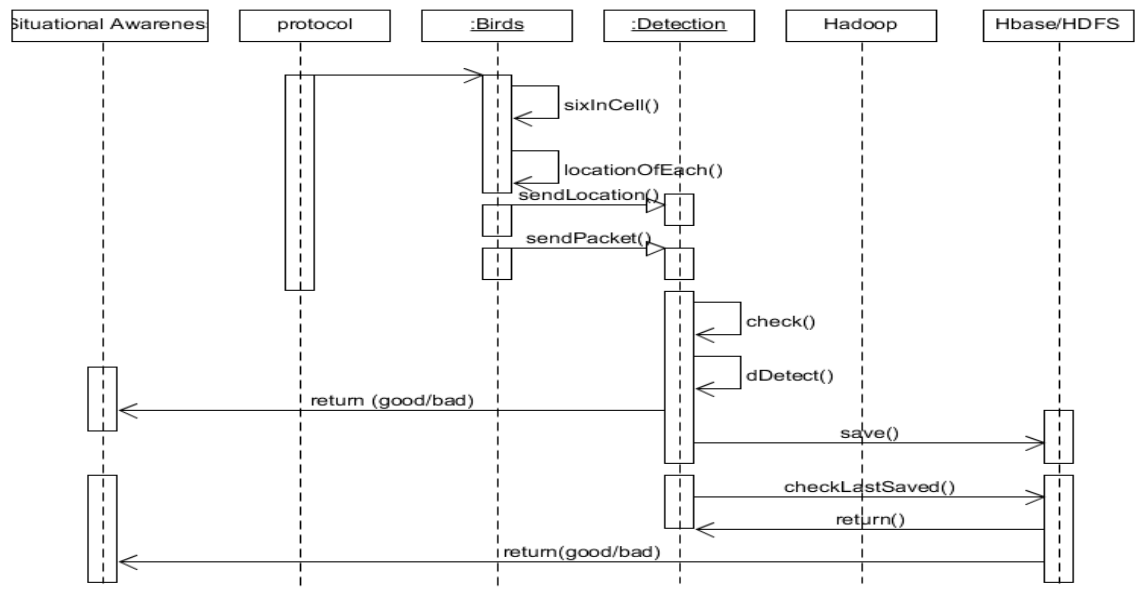 Situational Awareness
protocol
:Birds
:Detection
Hadoop
Hbase/HDFS
sixInCell()
locationOfEach()
sendLocation()
sendPacket()
check()
dDetect()
return (good/bad)
save()
checkLastSaved()
return()
return(good/bad)